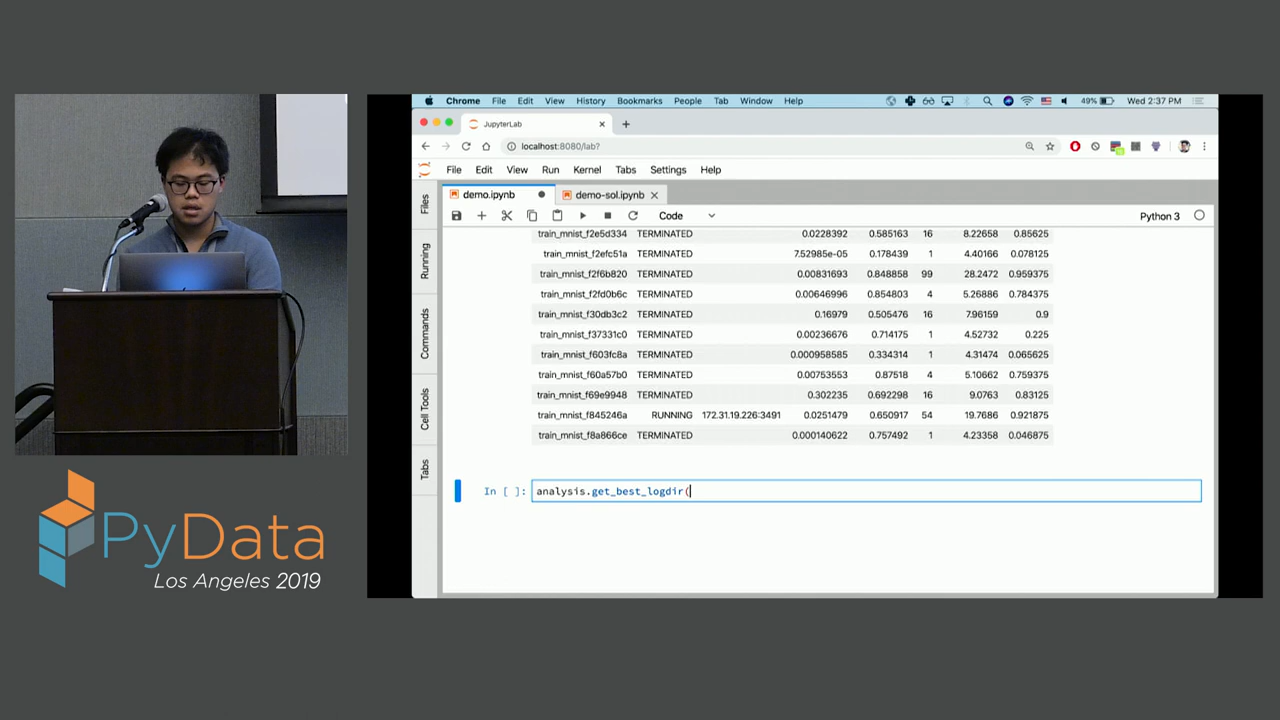 Chrome File Edit View History Bookmarks People Tab Window Help 49% Wed 2:37 PM
JupyterLab
localhost:8080/lab?
File Edit View Run Kernel Tabs Settings Help
demo.ipynb demo-sol.ipynb
Code Python 3
Files
Running
Commands
Cell Tools
Tabs
train_mnist_f2e5d334 TERMINATED 0.0228392 0.585163 16 8.22658 0.85625
train_mnist_f2efc51a TERMINATED 7.52985e-05 0.178439 1 4.40166 0.078125
train_mnist_f2f6b820 TERMINATED 0.00831693 0.848858 99 28.2472 0.959375
train_mnist_f2fd0b6c TERMINATED 0.00646996 0.854803 4 5.26886 0.784375
train_mnist_f30db3c2 TERMINATED 0.16979 0.505476 16 7.96159 0.9
train_mnist_f37331c0 TERMINATED 0.00236676 0.714175 1 4.52732 0.225
train_mnist_f603fc8a TERMINATED 0.000958585 0.334314 1 4.31474 0.065625
train_mnist_f60a57b0 TERMINATED 0.00753553 0.87518 4 5.10662 0.759375
train_mnist_f69e9948 TERMINATED 0.302235 0.692298 16 9.0763 0.83125
train_mnist_f845246a RUNNING 172.31.19.226:3491 0.0251479 0.650917 54 19.7686 0.921875
train_mnist_f8a866ce TERMINATED 0.000140622 0.757492 1 4.23358 0.046875
In [ ]: analysis.get_best_logdir(
PyData
Los Angeles 2019